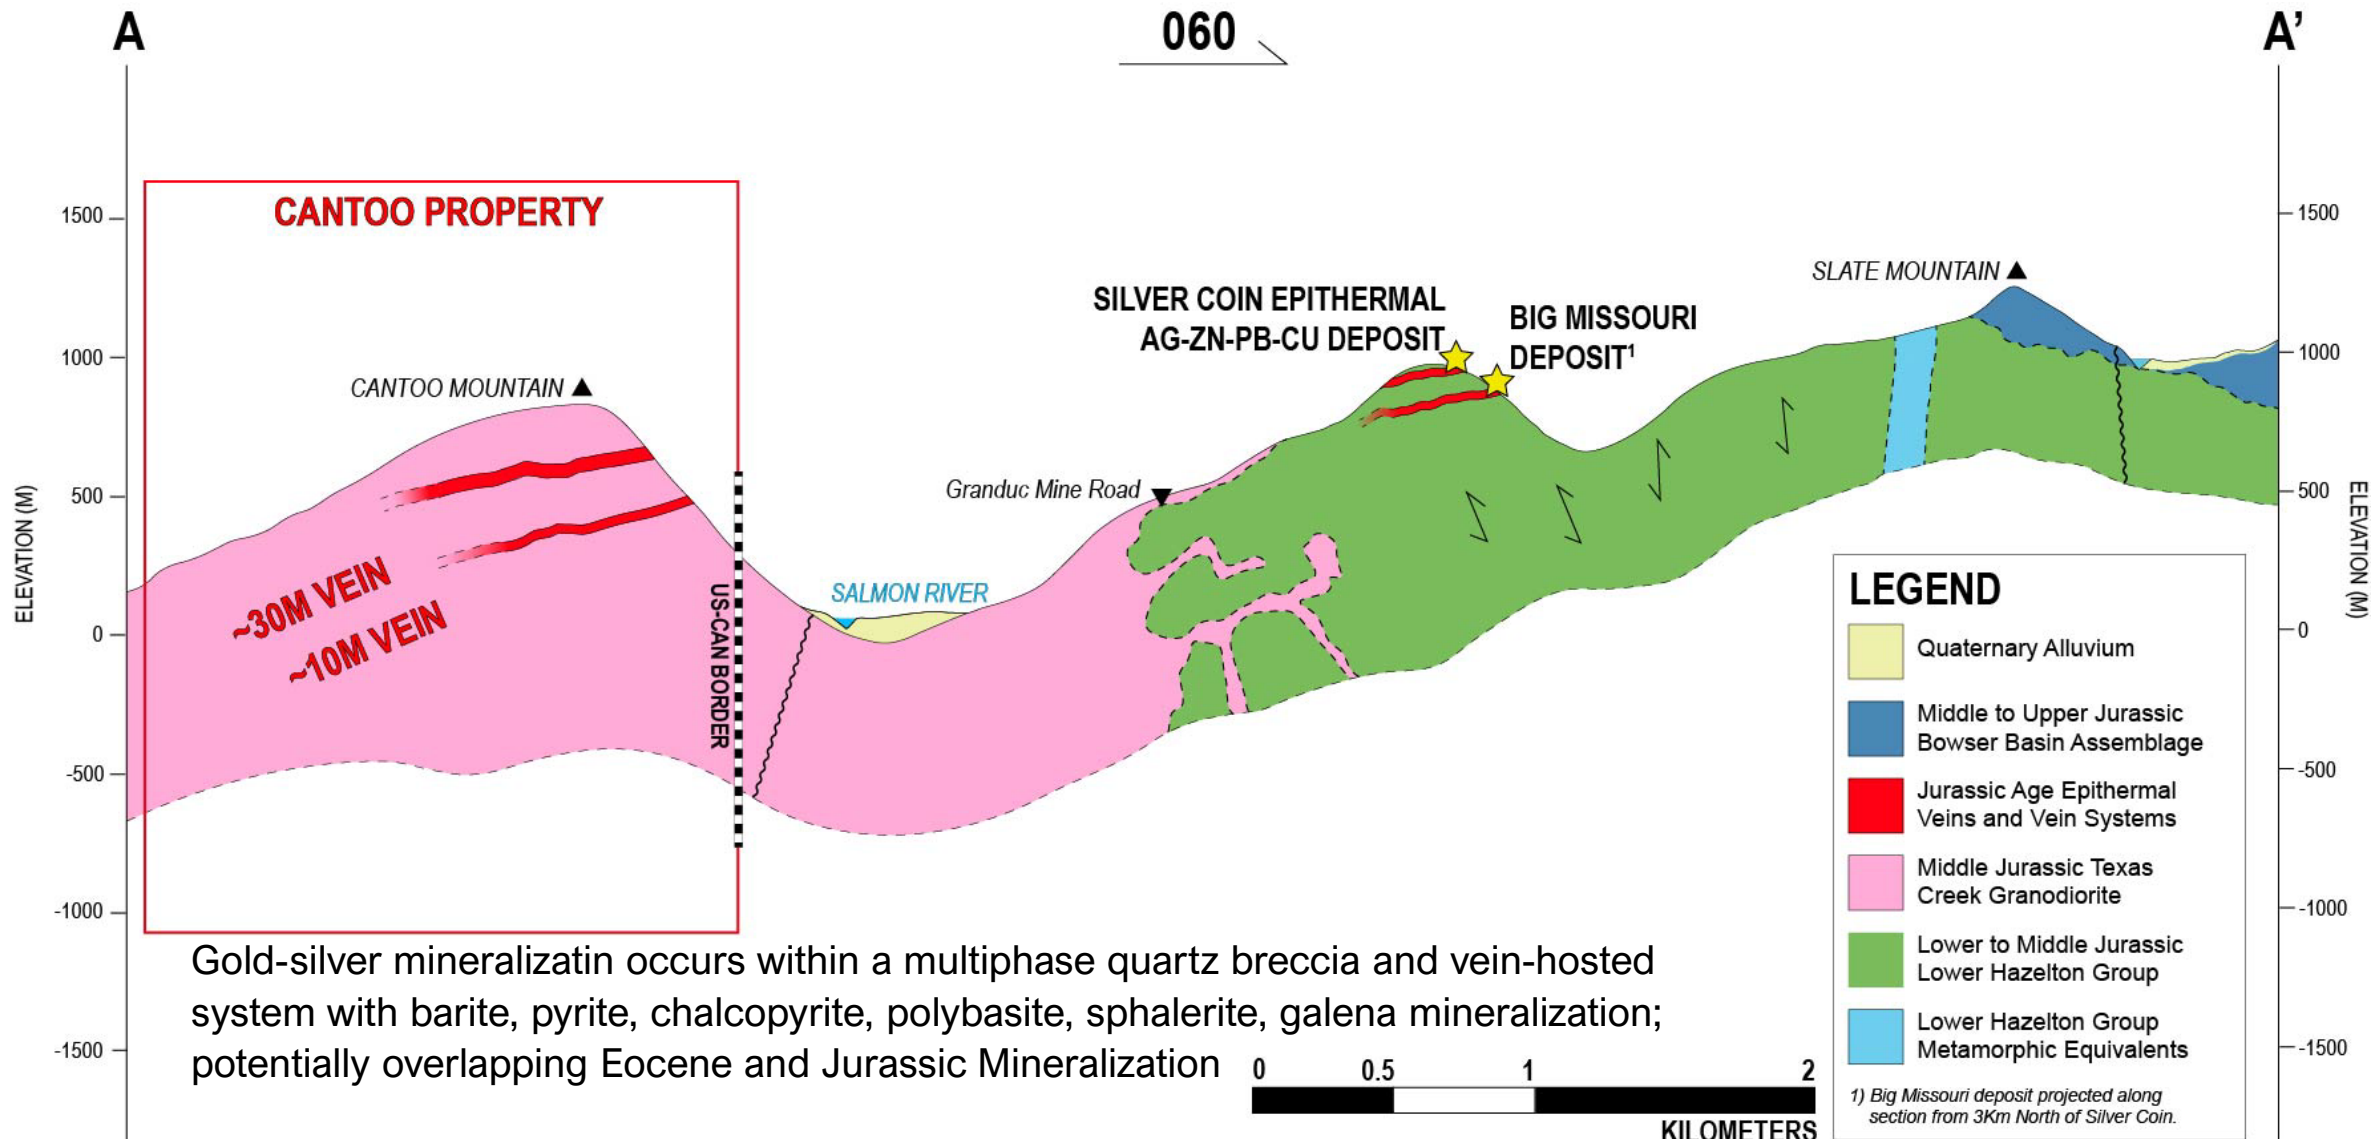 A
060
A’
CANTOO PROPERTY
1500
1000
500
0
-500
-1000
-1500
ELEVATION (M)
CANTOO MOUNTAIN
~30M VEIN
~10M VEIN
US-CAN BORDER
SALMON RIVER
Granduc Mine Road
SILVER COIN EPITHERMAL
AG-ZN-PB-CU DEPOSIT
BIG MISSOURI
DEPOSIT¹
SLATE MOUNTAIN
1500
1000
500
0
-500
-1000
-1500
ELEVATION (M)
LEGEND
Quaternary Alluvium
Middle to Upper Jurassic
Bowser Basin Assemblage
Jurassic Age Epithermal
Veins and Vein Systems
Middle Jurassic Texas
Creek Granodiorite
Lower to Middle Jurassic
Lower Hazelton Group
Lower Hazelton Group
Metamorphic Equivalents
1) Big Missouri deposit projected along
section from 3Km North of Silver Coin.
Gold-silver mineralizatin occurs within a multiphase quartz breccia and vein-hosted
system with barite, pyrite, chalcopyrite, polybasite, sphalerite, galena mineralization;
potentially overlapping Eocene and Jurassic Mineralization
0 0.5 1 2
KILOMETERS